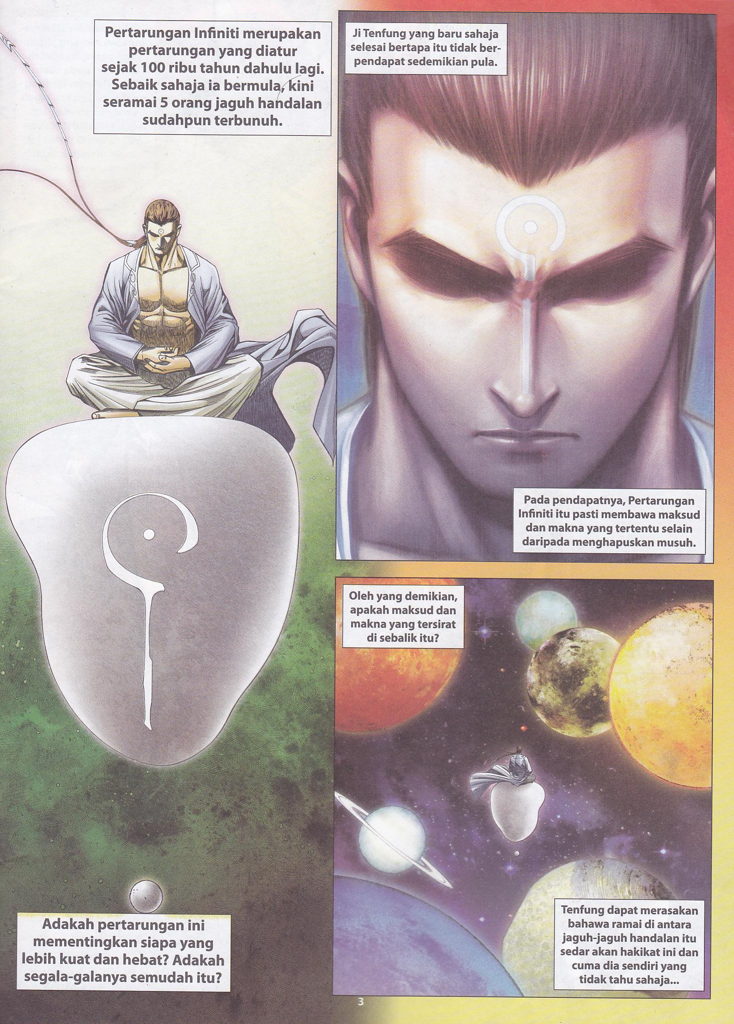 Pertarungan Infiniti merupakan
pertarungan yang diatur
sejak 100 ribu tahun dahulu lagi.
Sebaik sahaja ia bermula, kini
seramai 5 orang jaguh handalan
sudahpun terbunuh.
Adakah pertarungan ini
mementingkan siapa yang
lebih kuat dan hebat? Adakah
segala-galanya semudah itu?
Ji Tenfung yang baru sahaja
selesai bertapa itu tidak ber-
pendapat sedemikian pula.
Pada pendapatnya, Pertarungan
Infiniti itu pasti membawa maksud
dan makna yang tertentu selain
daripada menghapuskan musuh.
Oleh yang demikian,
apakah maksud dan
makna yang tersirat
di sebalik itu?
Tenfung dapat merasakan
bahawa ramai di antara
jaguh-jaguh handalan itu
sedar akan hakikat ini dan
cuma dia sendiri yang
tidak tahu sahaja...
3